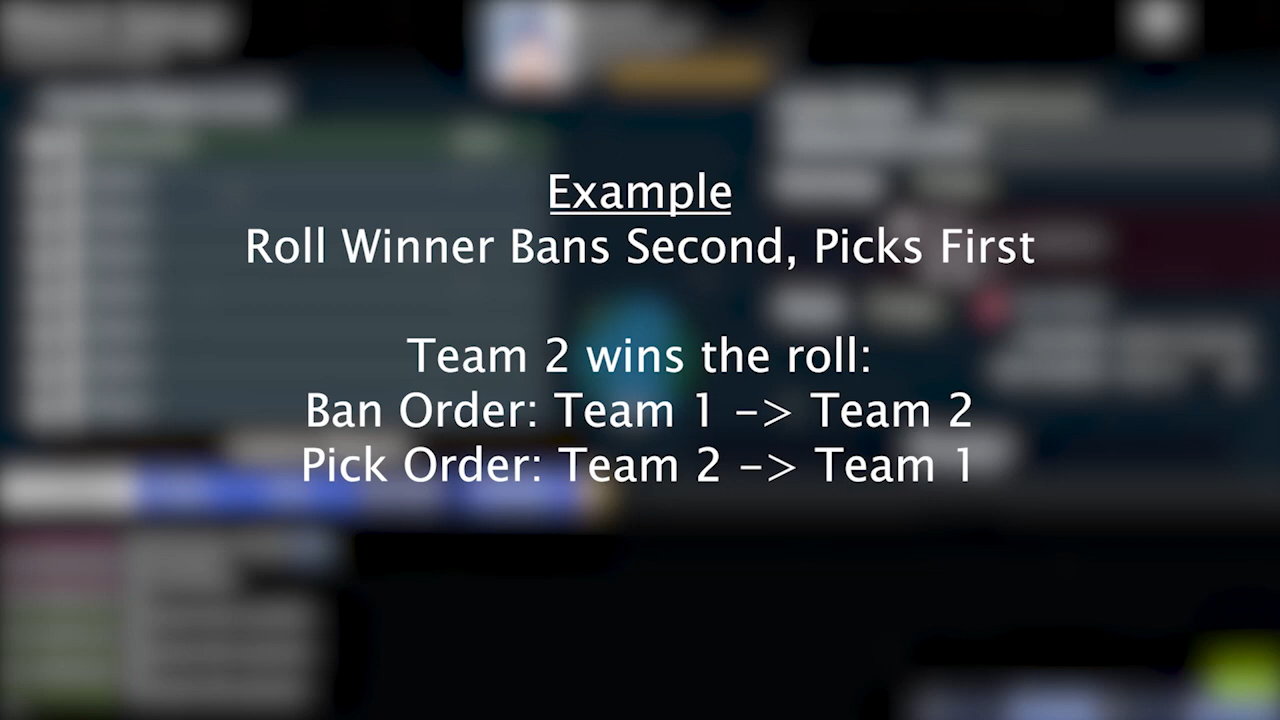 Example
Roll Winner Bans Second, Picks First
Team 2 wins the roll:
Ban Order: Team 1 -> Team 2
Pick Order: Team 2 -> Team 1